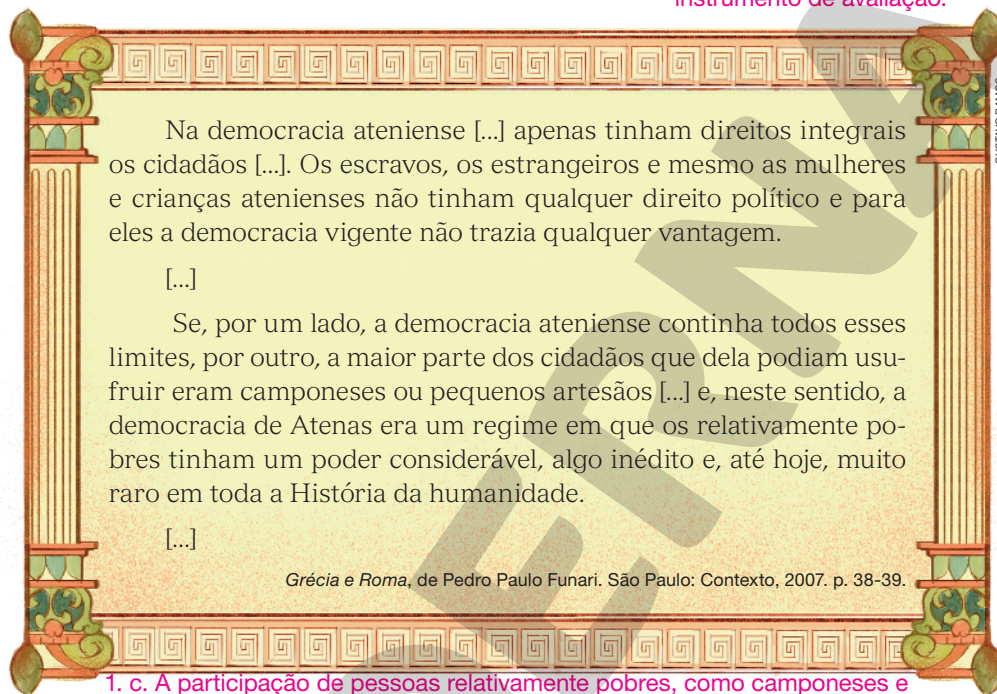 instrumento de avaliação.
Na democracia ateniense [...] apenas tinham direitos integrais
os cidadãos [...]. Os escravos, os estrangeiros e mesmo as mulheres
e crianças atenienses não tinham qualquer direito político e para
eles a democracia vigente não trazia qualquer vantagem.
[...]
Se, por um lado, a democracia ateniense continha todos esses
limites, por outro, a maior parte dos cidadãos que dela podiam usu-
fruir eram camponeses ou pequenos artesãos [...] e, neste sentido, a
democracia de Atenas era um regime em que os relativamente po-
bres tinham um poder considerável, algo inédito e, até hoje, muito
raro em toda a História da humanidade.
[...]
Grécia e Roma, de Pedro Paulo Funari. São Paulo: Contexto, 2007. p. 38-39.
1. c. A participação de pessoas relativamente pobres, como camponeses e